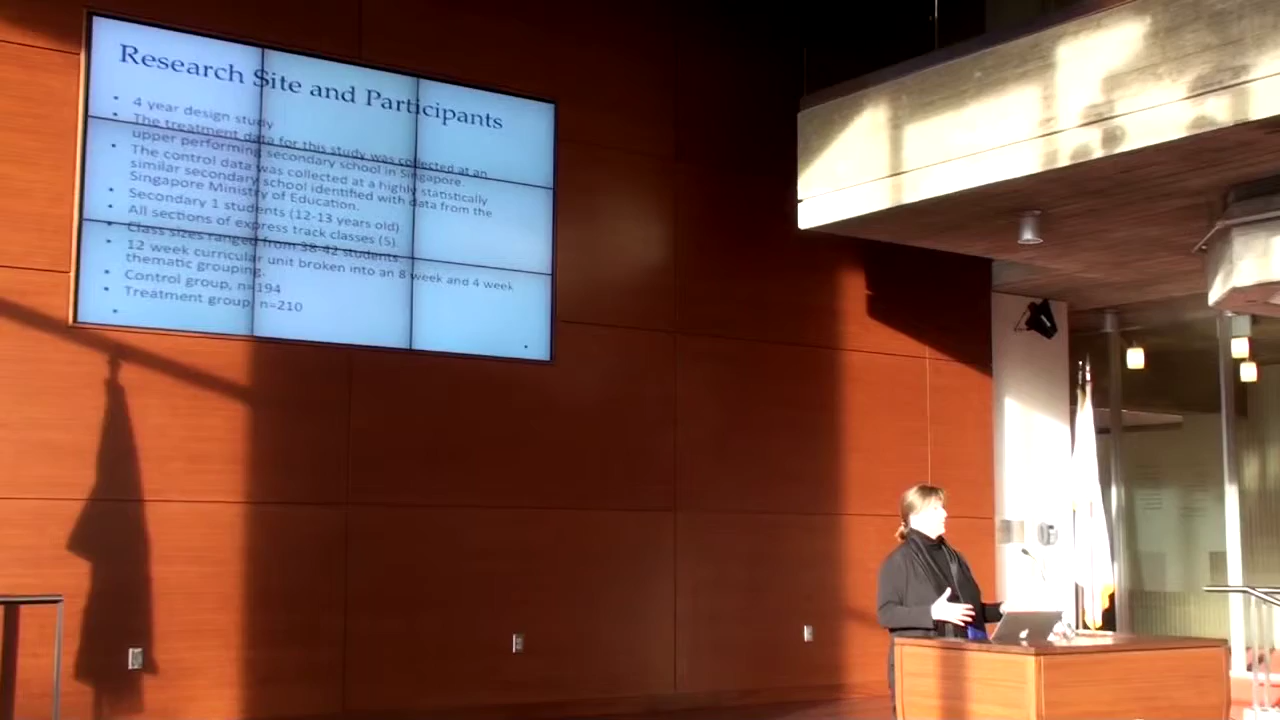 Research Site and Participants
• 4 year design study
• The treatment data for this study was collected at an
upper performing secondary school in Singapore.
• The control data was collected at a highly statistically
similar secondary school identified with data from the
Singapore Ministry of Education.
• Secondary 1 students (12-13 years old)
• All sections of express track classes (5).
• Class sizes ranged from 38-42 students
• 12 week curricular unit broken into an 8 week and 4 week
thematic grouping.
• Control group, n=194
• Treatment group, n=210